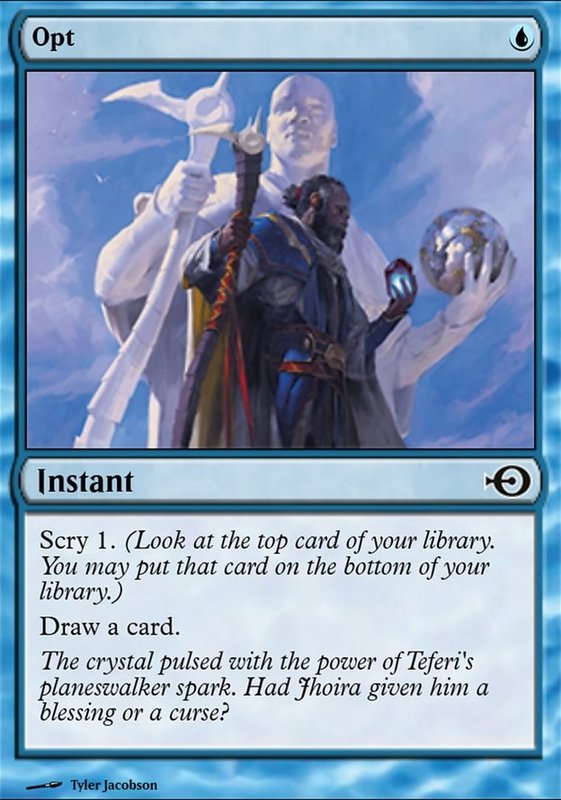 Opt
Instant
Scry 1. (Look at the top card of your library.
You may put that card on the bottom of your
library.)
Draw a card.
The crystal pulsed with the power of Teferi's
planeswalker spark. Had Jhoira given him a
blessing or a curse?
Tyler Jacobson